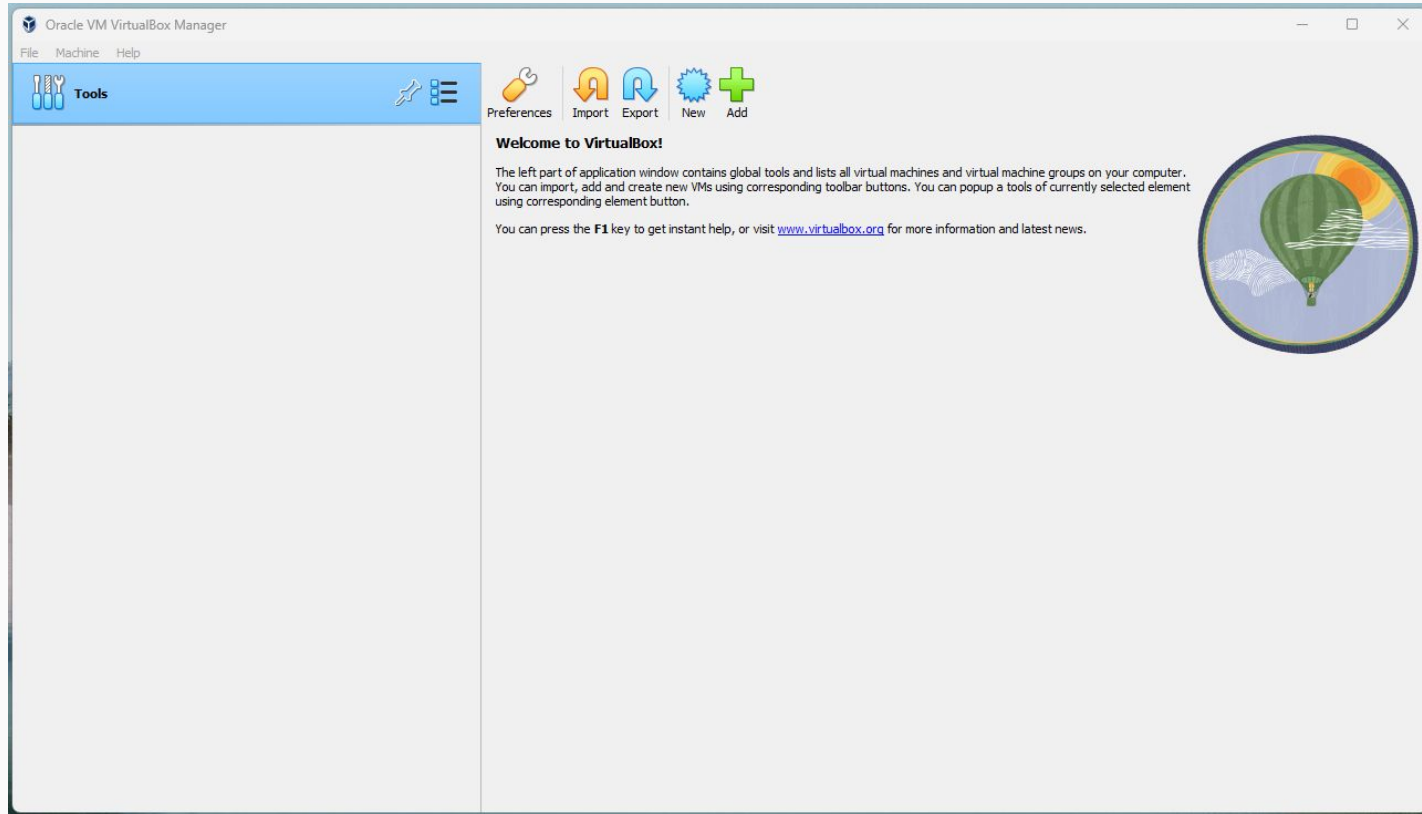 Oracle VM VirtualBox Manager
File Machine Help
Tools
Preferences Import Export New Add
Welcome to VirtualBox!
The left part of application window contains global tools and lists all virtual machines and virtual machine groups on your computer.
You can import, add and create new VMs using corresponding toolbar buttons. You can popup a tools of currently selected element
using corresponding element button.
You can press the F1 key to get instant help, or visit www.virtualbox.org for more information and latest news.